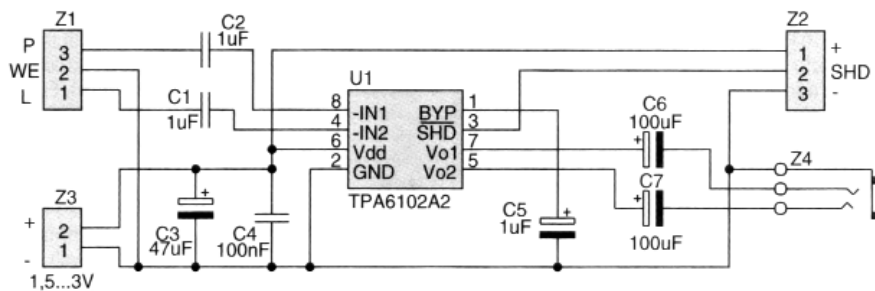 Z1
P 3
WE 2
L 1
C2
1uF
C1
1uF
U1
8 -IN1 BYP 1
4 -IN2 SHD 3
6 Vdd Vo1 7
2 GND Vo2 5
TPA6102A2
Z2
1 +
2 SHD
3 -
C6
100uF
+
C7
100uF
+
Z4
C5
1uF
+
Z3
+ 2
- 1
1,5...3V
C3
47uF
+
C4
100nF